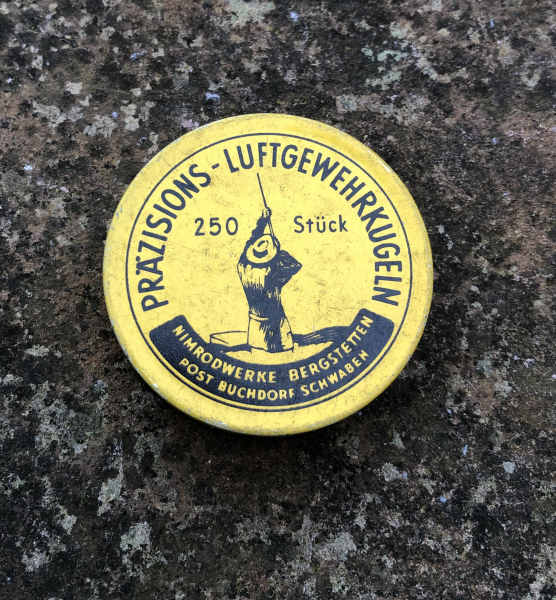 PRÄZISIONS-LUFTGEWEHRKUGELN
250 Stück
NIMRODWERKE BERGSTETTEN
POST BUCHDORF SCHWABEN